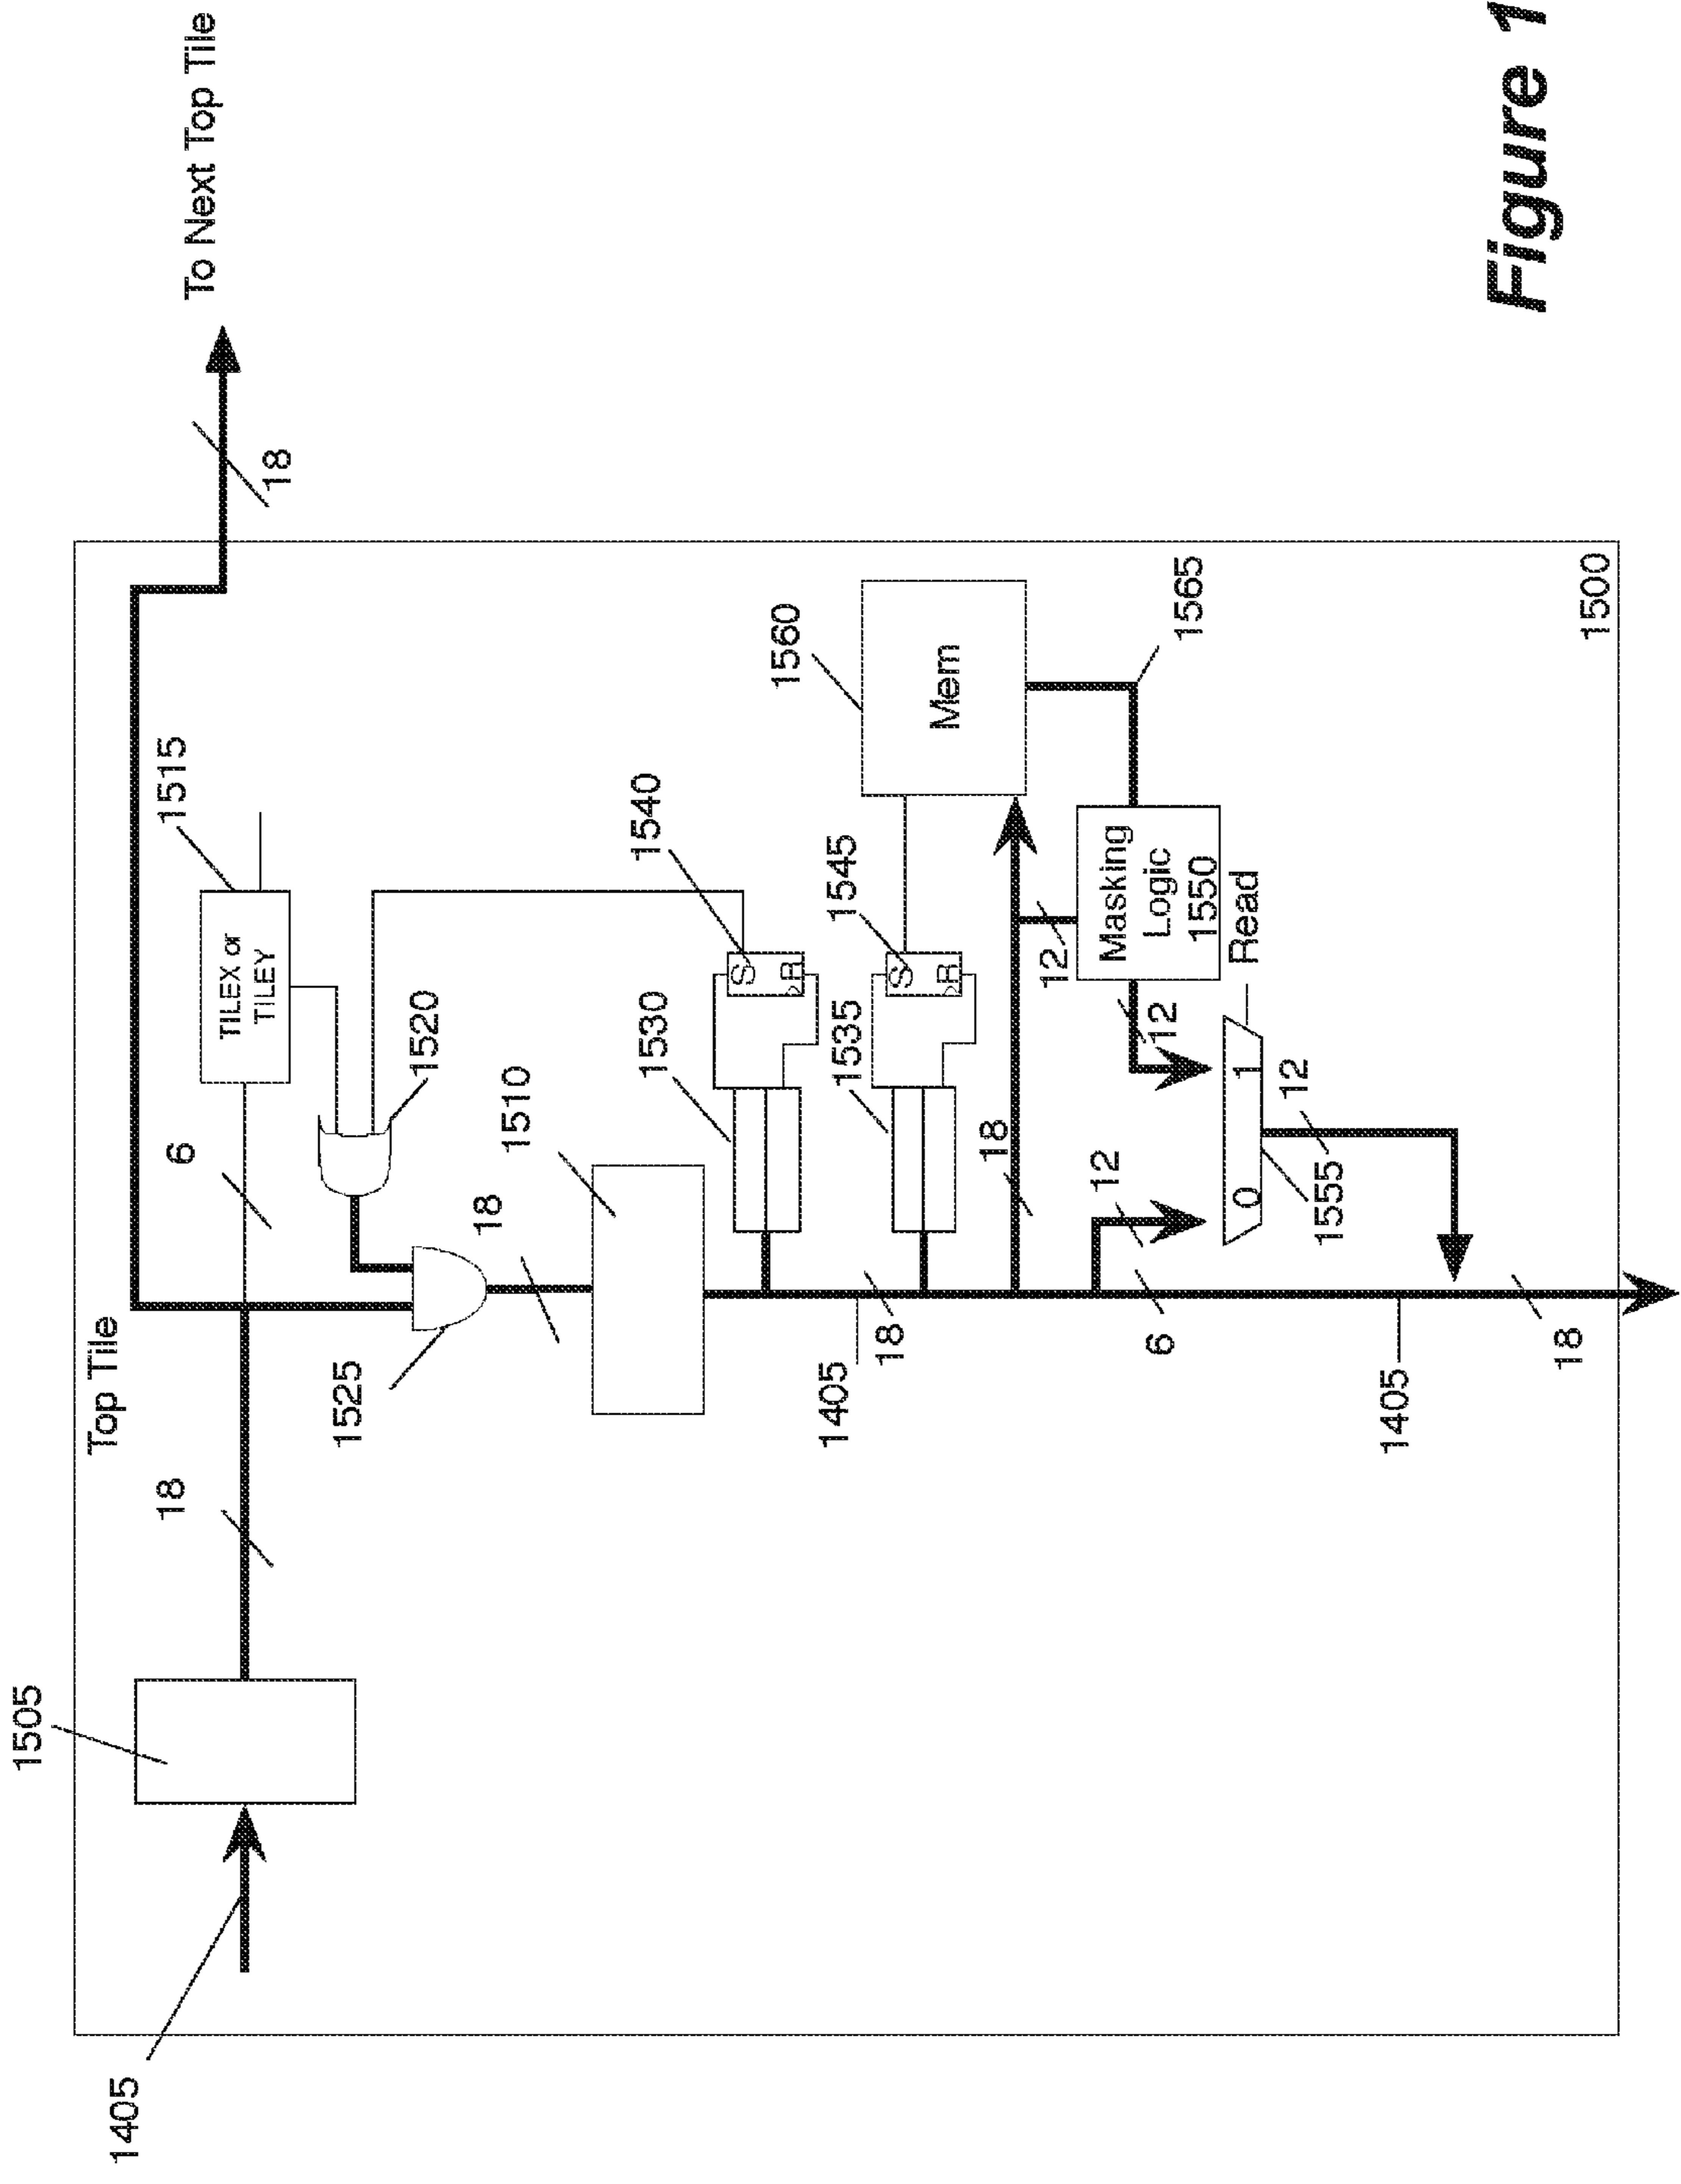 1505
Top Tile
1405
18
6
1515
To Next Top Tile
TILEX or
TILEY
18
1525
1520
18
1510
1530
1540
S
R
1405
18
1535
1545
S
R
1560
Mem
18
12
12
6
Masking
Logic
1550
12
1565
Read
0 1
12
1555
1405
18
1500
Figure 1